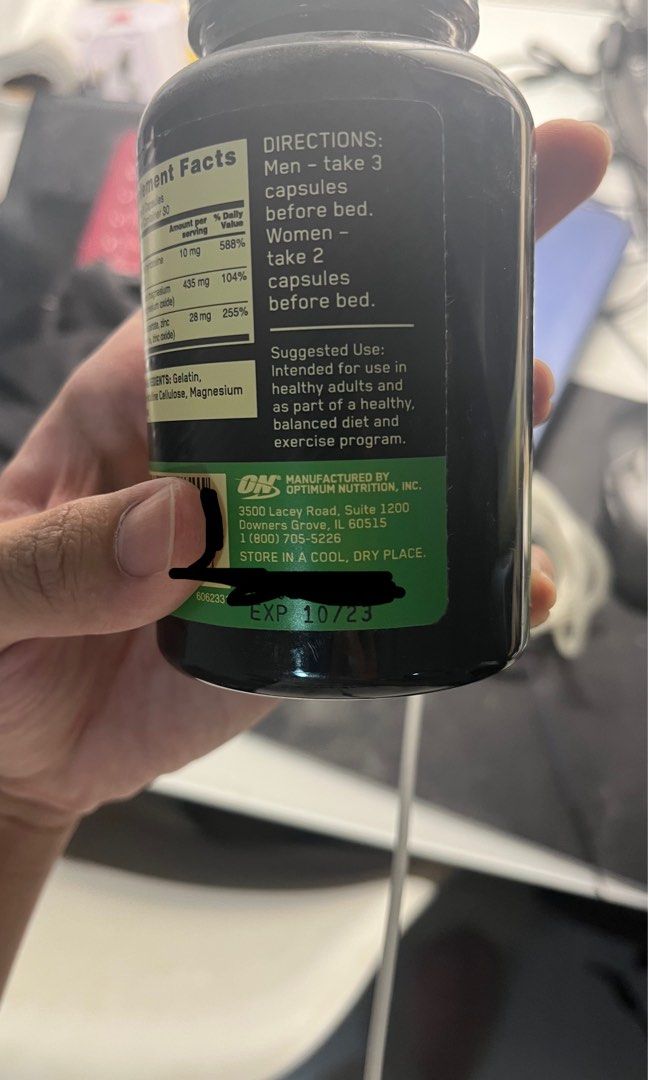 ement Facts
Amount per % Daily
serving Value
10 mg 588%
435 mg 104%
28 mg 255%
Gelatin,
Cellulose, Magnesium
DIRECTIONS:
Men – take 3
capsules
before bed.
Women –
take 2
capsules
before bed.
Suggested Use:
Intended for use in
healthy adults and
as part of a healthy,
balanced diet and
exercise program.
ON MANUFACTURED BY
OPTIMUM NUTRITION, INC.
3500 Lacey Road, Suite 1200
Downers Grove, IL 60515
1 (800) 705-5226
STORE IN A COOL, DRY PLACE.
EXP 10/23